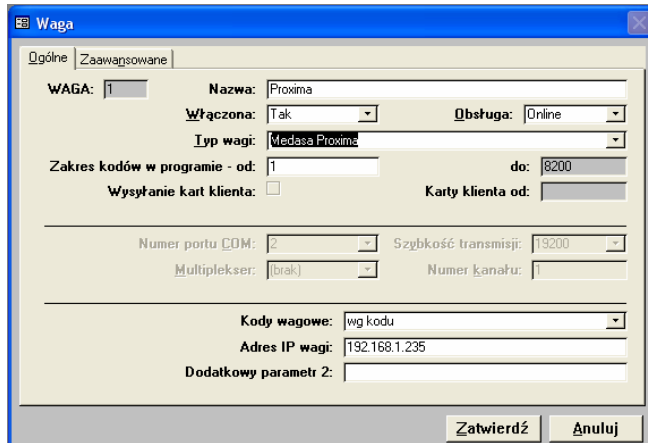 Waga
Ogólne Zaawansowane
WAGA: 1 Nazwa: Proxima
Włączona: Tak Obsługa: Online
Typ wagi: Medasa Proxima
Zakres kodów w programie - od: 1 do: 8200
Wysyłanie kart klienta: Karty klienta od:
Numer portu COM: 2 Szybkość transmisji: 19200
Multiplekser: (brak) Numer kanału: 1
Kody wagowe: wg kodu
Adres IP wagi: 192.168.1.235
Dodatkowy parametr 2:
Zatwierdź Anuluj